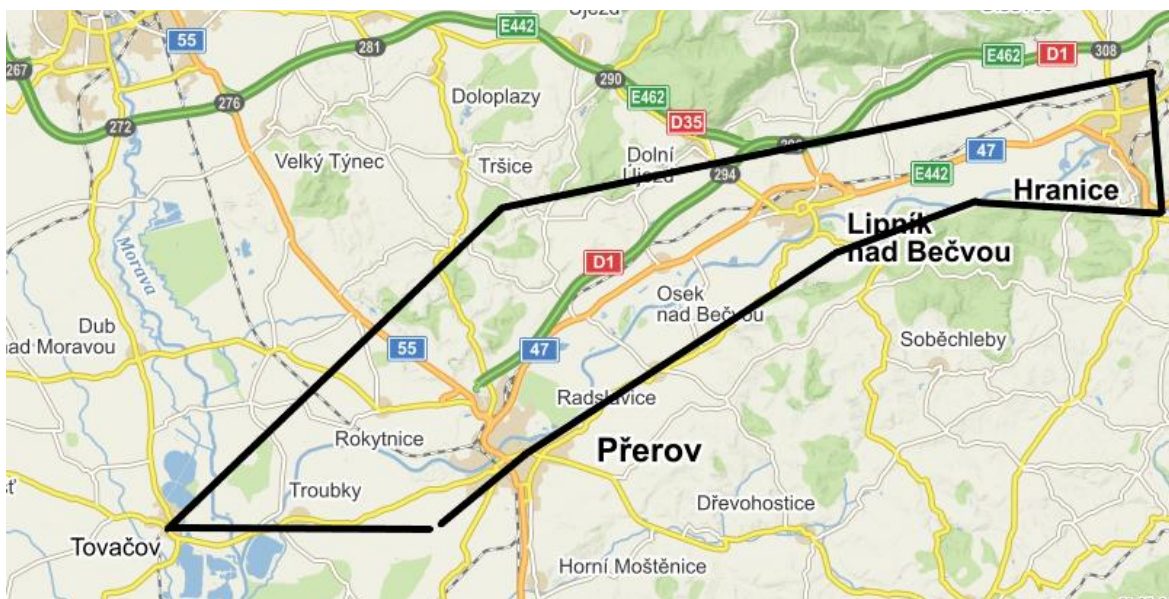 Újezd
E442
281
55
267
E462
D1
308
290
276
Doloplazy
E462
272
D35
Velký Týnec
Tršice
Dolní
Újezd
47
294
E442
Hranice
Morava
Lipník
nad Bečvou
D1
Osek
nad Bečvou
Dub
nad Moravou
55
47
Soběchleby
Radslavice
Rokytnice
Přerov
Troubky
Dřevohostice
Tovačov
Horní Moštěnice